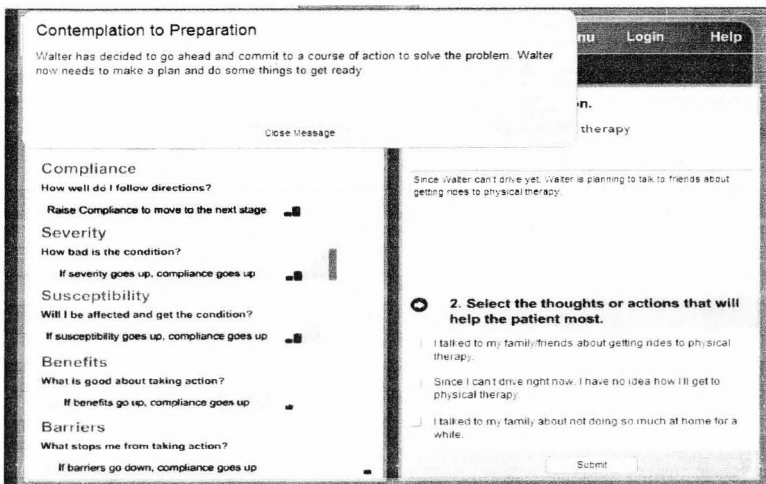 Contemplation to Preparation
Walter has decided to go ahead and commit to a course of action to solve the problem. Walter
now needs to make a plan and do some things to get ready
Close Message
nu Login Help
on.
therapy
Compliance
How well do I follow directions?
Raise Compliance to move to the next stage
Severity
How bad is the condition?
If severity goes up, compliance goes up
Susceptibility
Will I be affected and get the condition?
If susceptibility goes up, compliance goes up
Benefits
What is good about taking action?
If benefits go up, compliance goes up
Barriers
What stops me from taking action?
If barriers go down, compliance goes up
Since Walter can't drive yet, Walter is planning to talk to friends about
getting rides to physical therapy.
2. Select the thoughts or actions that will
help the patient most.
I talked to my family/friends about getting rides to physical
therapy.
Since I can't drive right now, I have no idea how I'll get to
physical therapy.
I talked to my family about not doing so much at home for a
while.
Submit